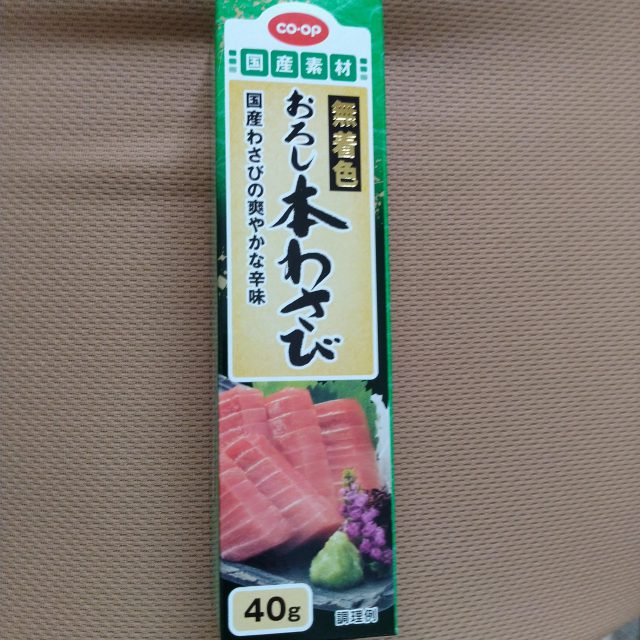 CO·OP
国産素材
無着色
おろし本わさび
国産わさびの爽やかな辛味
40g
調理例